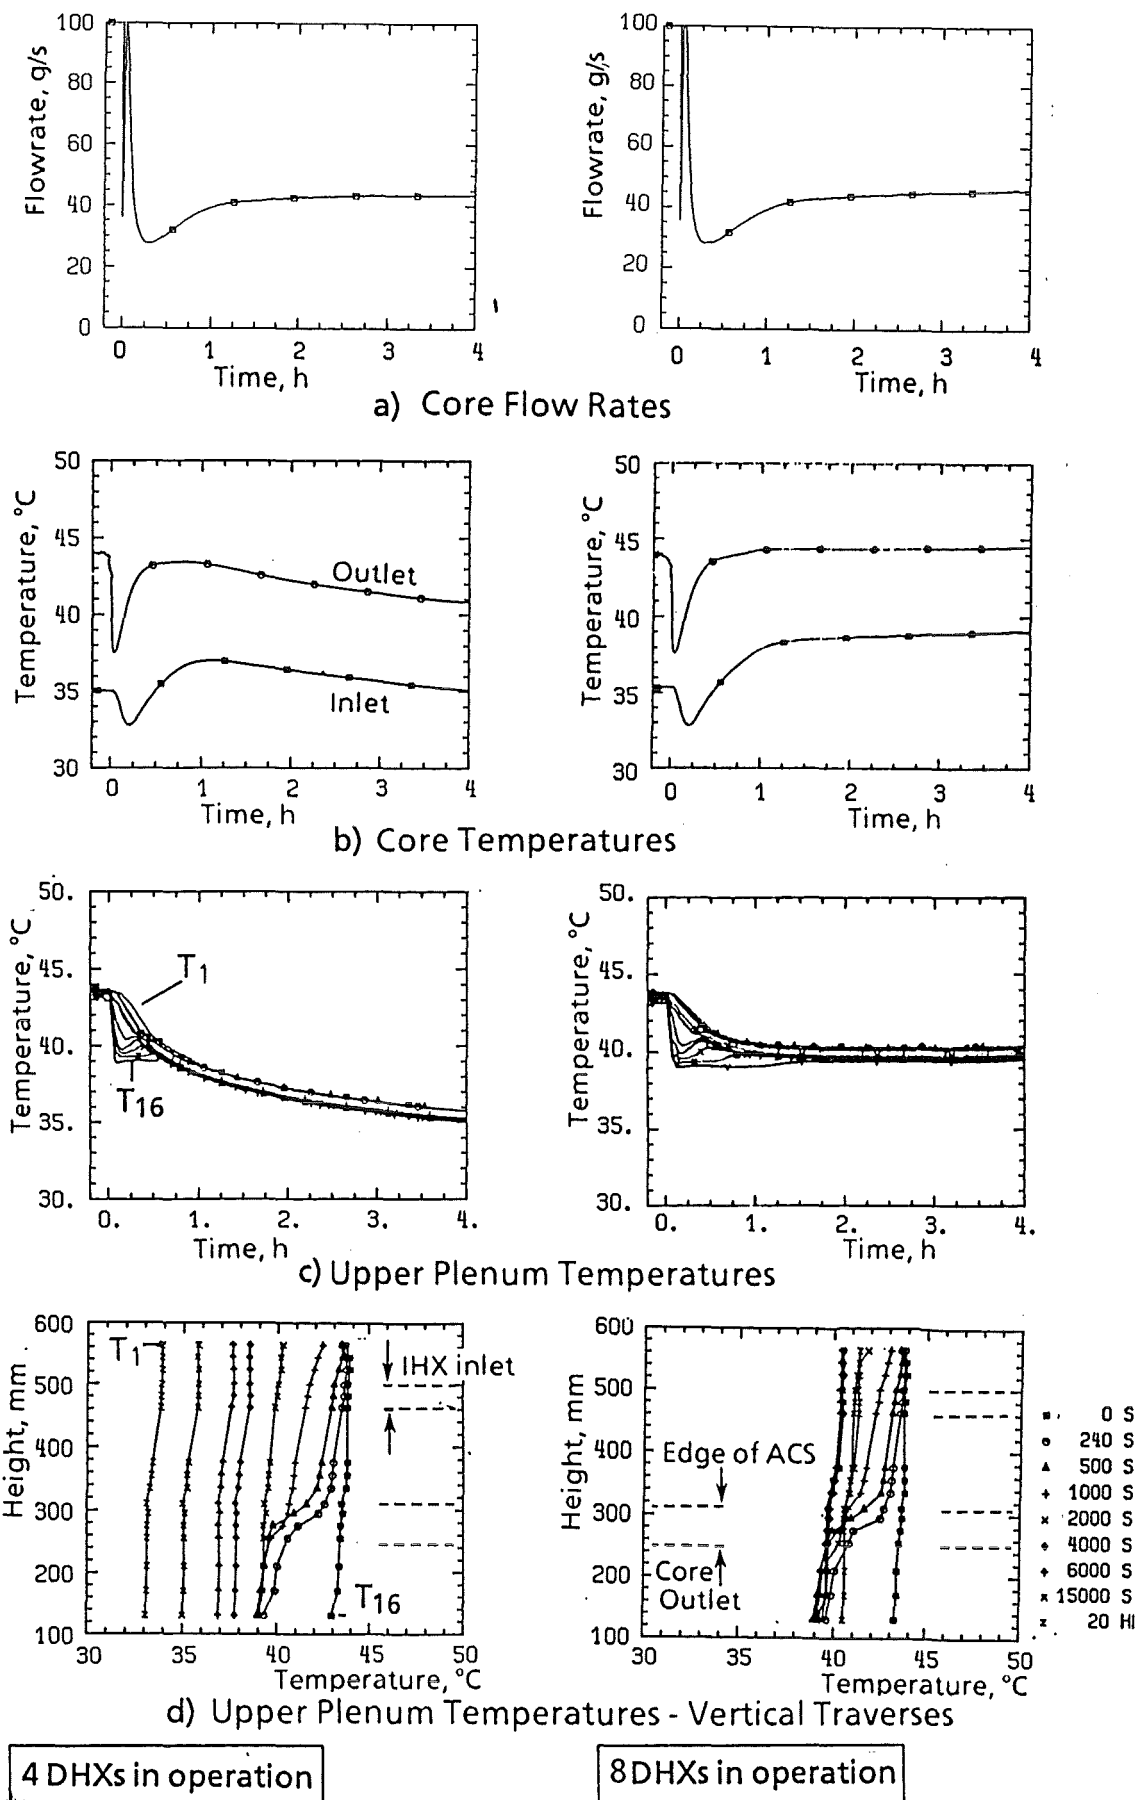 100
80
60
40
20
0
Flowrate, g/s
0 1 2 3 4
Time, h
100
80
60
40
20
0
Flowrate, g/s
0 1 2 3 4
Time, h
a) Core Flow Rates
50
45
40
35
30
Temperature, °C
Outlet
Inlet
0 1 2 3 4
Time, h
50
45
40
35
30
Temperature, °C
0 1 2 3 4
Time, h
b) Core Temperatures
50.
45.
40.
35.
30.
Temperature, °C
T1
T16
0. 1. 2. 3. 4.
Time, h
50.
45.
40.
35.
30.
Temperature, °C
0. 1. 2. 3. 4.
Time, h
c) Upper Plenum Temperatures
600
500
400
300
200
100
Height, mm
T1
IHX inlet
T16
30 35 40 45 50
Temperature, °C
600
500
400
300
200
100
Height, mm
Edge of ACS
Core
Outlet
30 35 40 45 50
Temperature, °C
0 S
240 S
500 S
1000 S
2000 S
4000 S
6000 S
15000 S
20 H
d) Upper Plenum Temperatures - Vertical Traverses
4 DHXs in operation
8 DHXs in operation